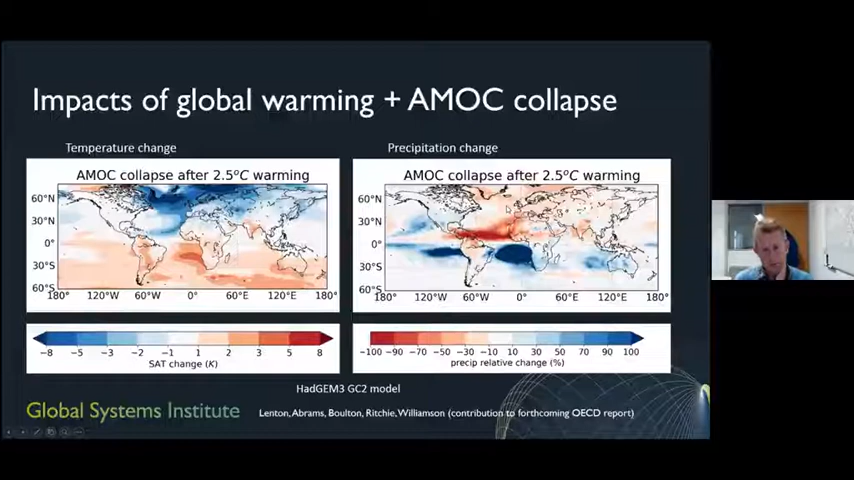 Impacts of global warming + AMOC collapse
Temperature change
Precipitation change
AMOC collapse after 2.5°C warming
60°N
30°N
0°
30°S
60°S
180° 120°W 60°W 0° 60°E 120°E 180°
−8 −5 −3 −2 −1 1 2 3 5 8
SAT change (K)
AMOC collapse after 2.5°C warming
60°N
30°N
0°
30°S
60°S
180° 120°W 60°W 0° 60°E 120°E 180°
−100 −90 −70 −50 −30 −10 10 30 50 70 90 100
precip relative change (%)
HadGEM3 GC2 model
Global Systems Institute
Lenton, Abrams, Boulton, Ritchie, Williamson (contribution to forthcoming OECD report)